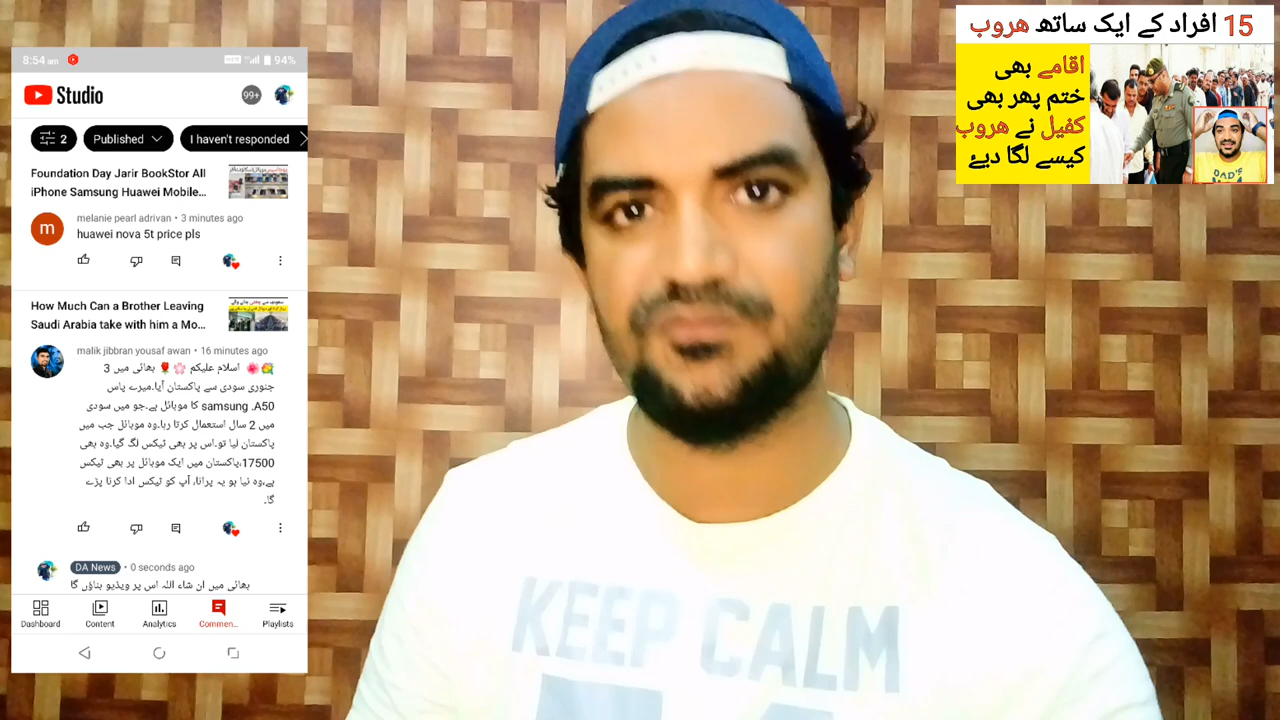 8:54 am
94%
Studio
99+
2
Published
I haven't responded
Foundation Day Jarir BookStor All
iPhone Samsung Huawei Mobile...
m
melanie pearl adrivan • 3 minutes ago
huawei nova 5t price pls
How Much Can a Brother Leaving
Saudi Arabia take with him a Mo...
malik jibbran yousaf awan • 16 minutes ago
💐🌺 اسلام علیکم 🌸🌹 بھائی میں 3
جنوری سودی سے پاکستان آیا.میرے پاس
samsung .A50 کا موبائل ہے.جو میں سودی
میں 2 سال استعمال کرتا رہا.وہ موبائل جب میں
پاکستان لیا تو.اس پر بھی ٹیکس لگ گیا.وہ بھی
17500.پاکستان میں ایک موبائل پر بھی ٹیکس
ہے.وہ نیا ہو یہ پرانا، آپ کو ٹیکس ادا کرنا پڑے
گا.
DA News • 0 seconds ago
بھائی میں ان شاء اللہ اس پر ویڈیو بناؤں گا
Dashboard
Content
Analytics
Commen...
Playlists
15 افراد کے ایک ساتھ ھروب
اقامے بھی
ختم پھر بھی
کفیل نے ھروب
کیسے لگا دیۓ
DAD'S
KEEP CALM